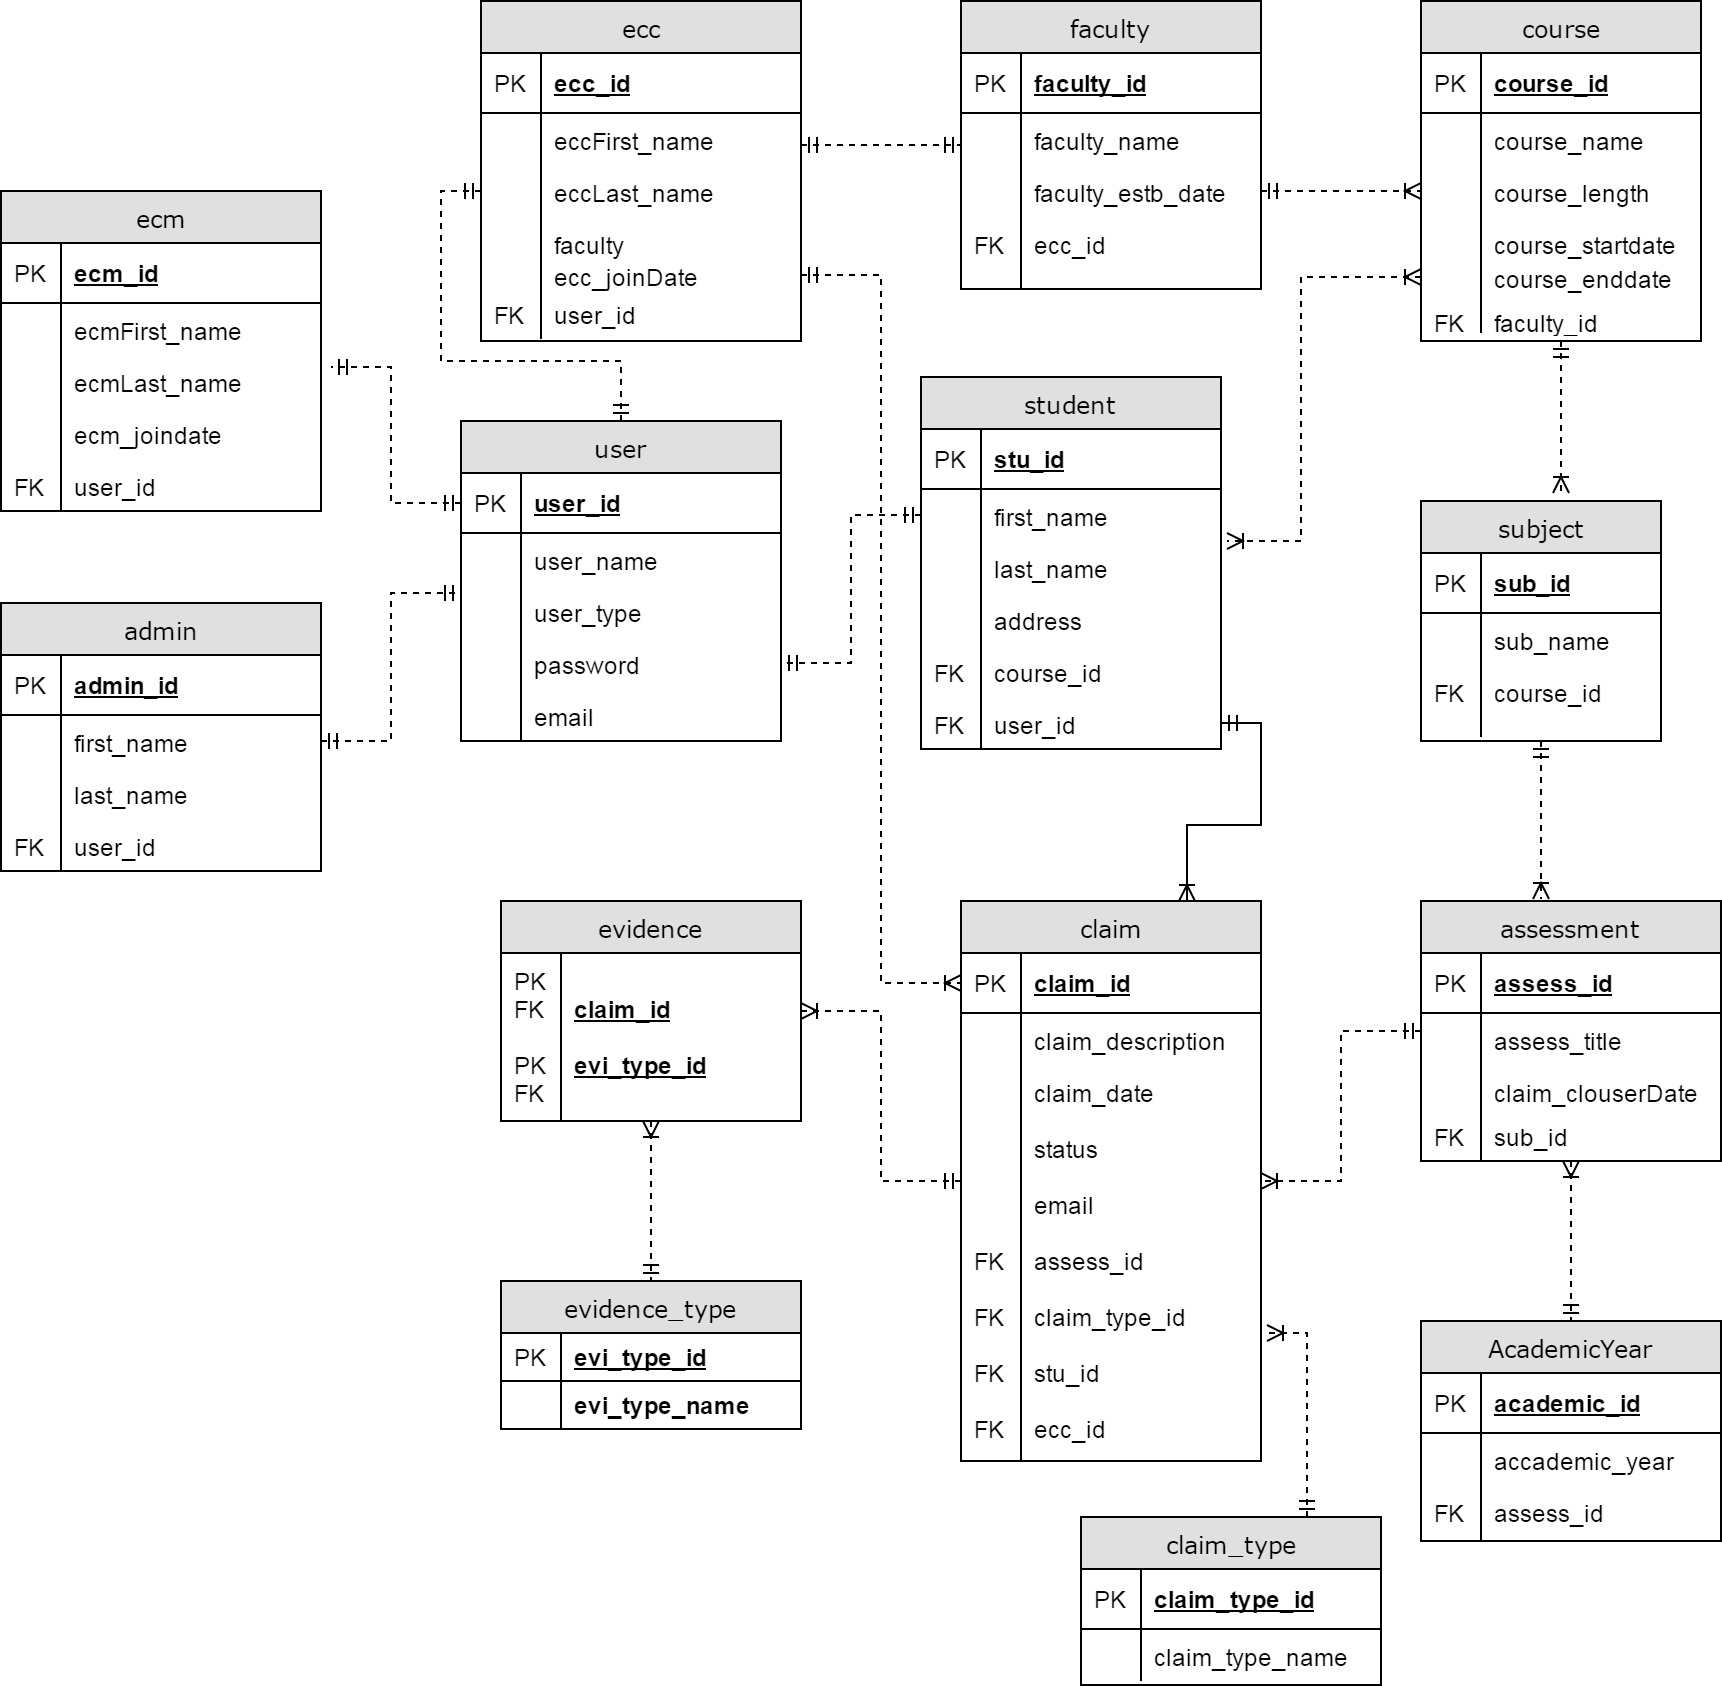 ecc
PK ecc_id
eccFirst_name
eccLast_name
faculty
ecc_joinDate
FK user_id
faculty
PK faculty_id
faculty_name
faculty_estb_date
FK ecc_id
course
PK course_id
course_name
course_length
course_startdate
course_enddate
FK faculty_id
ecm
PK ecm_id
ecmFirst_name
ecmLast_name
ecm_joindate
FK user_id
user
PK user_id
user_name
user_type
password
email
student
PK stu_id
first_name
last_name
address
FK course_id
FK user_id
subject
PK sub_id
sub_name
FK course_id
admin
PK admin_id
first_name
last_name
FK user_id
evidence
PK
FK claim_id
PK evi_type_id
FK
claim
PK claim_id
claim_description
claim_date
status
email
FK assess_id
FK claim_type_id
FK stu_id
FK ecc_id
assessment
PK assess_id
assess_title
claim_clouserDate
FK sub_id
evidence_type
PK evi_type_id
evi_type_name
AcademicYear
PK academic_id
accademic_year
FK assess_id
claim_type
PK claim_type_id
claim_type_name